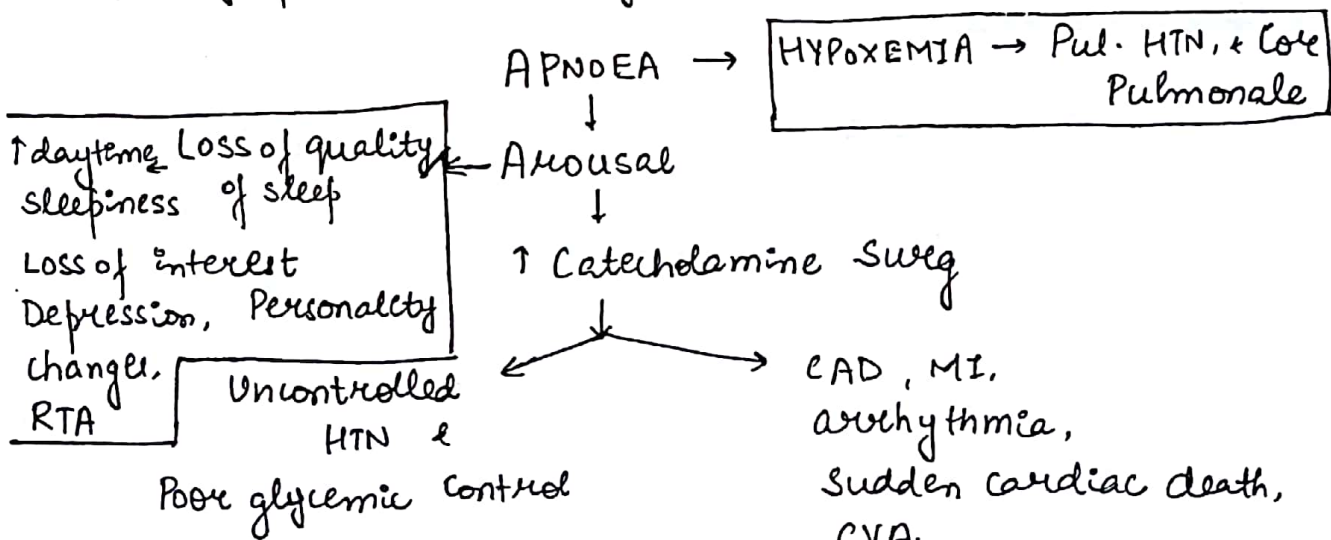 APNOEA → HYPOXEMIA → Pul. HTN, & Core
Pulmonale
↓
↑ daytime ← Loss of quality ← Arousal
sleepiness of sleep
↓
Loss of interest
↑ Catecholamine Surg
Depression, Personality
changes,
RTA
Uncontrolled
HTN &
Poor glycemic control
CAD, MI,
arrhythmia,
Sudden cardiac death,
CVA.